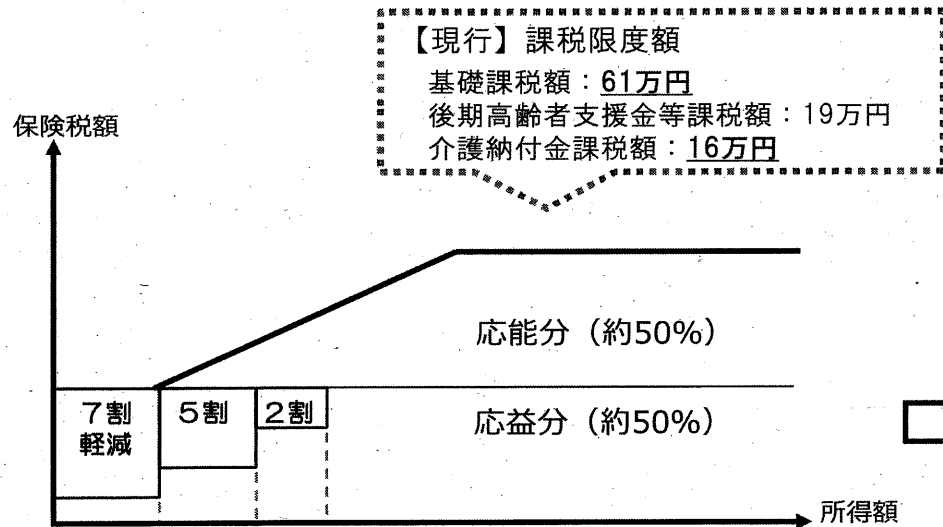 【現行】課税限度額
基礎課税額：61万円
後期高齢者支援金等課税額：19万円
介護納付金課税額：16万円
保険税額
応能分（約50%）
7割
軽減
5割
2割
応益分（約50%）
所得額